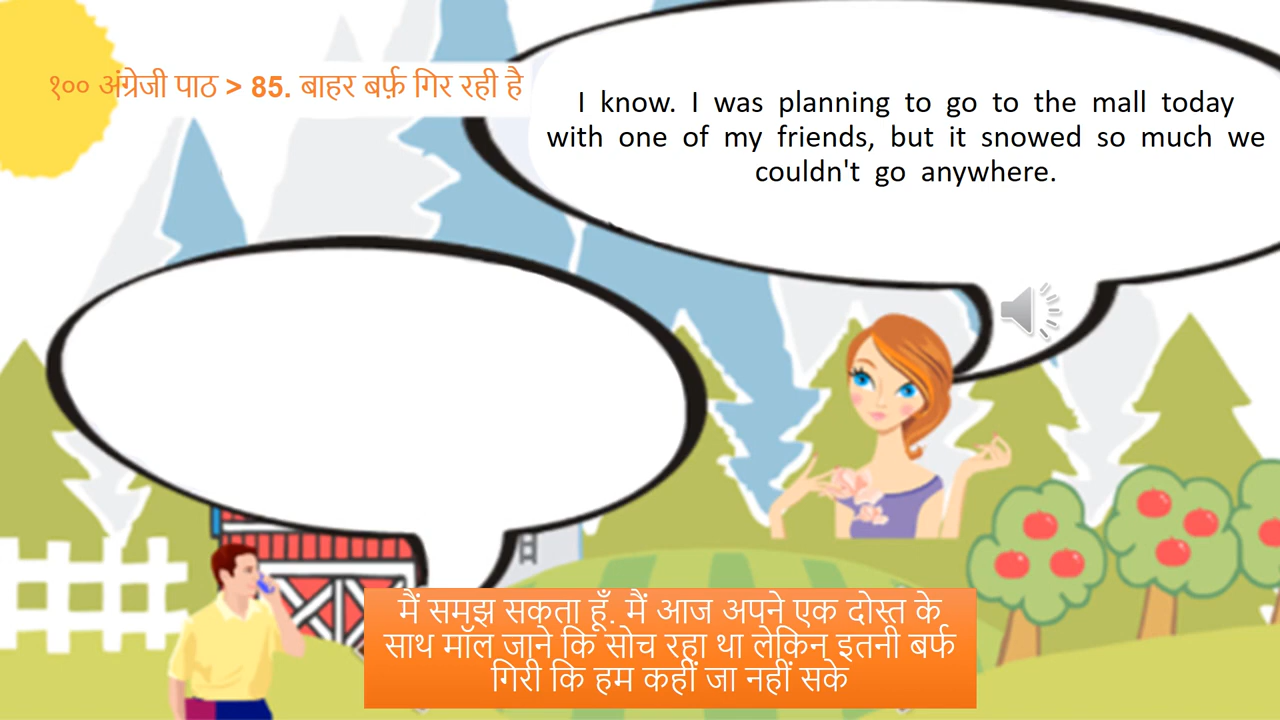 १०० अंग्रेजी पाठ > 85. बाहर बर्फ़ गिर रही है
I know. I was planning to go to the mall today
with one of my friends, but it snowed so much we
couldn't go anywhere.
मैं समझ सकता हूँ. मैं आज अपने एक दोस्त के
साथ मॉल जाने कि सोच रहा था लेकिन इतनी बर्फ
गिरी कि हम कहीं जा नहीं सके